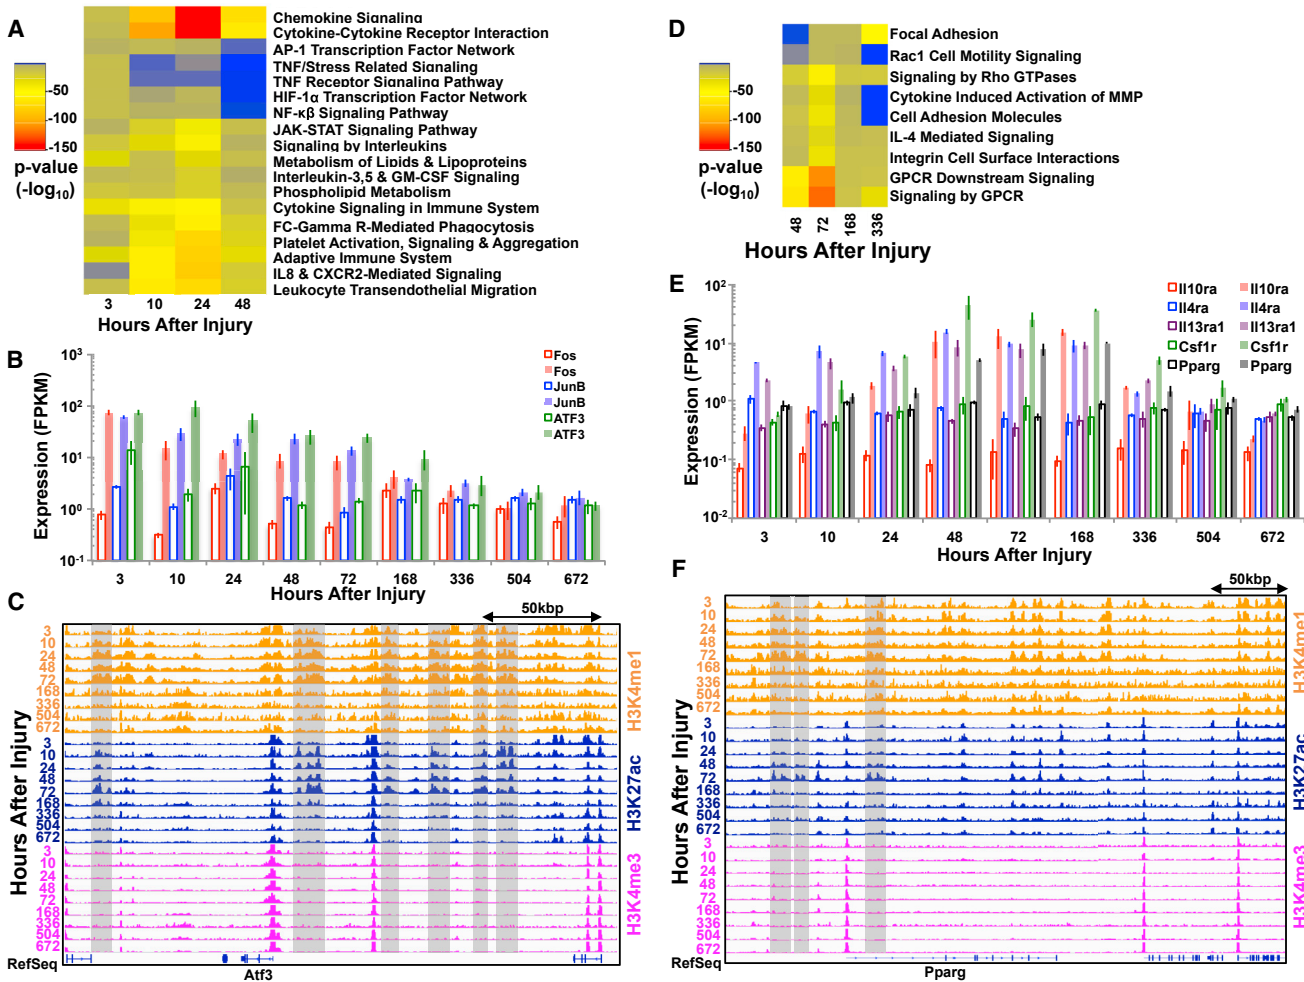 A
Chemokine Signaling
Cytokine-Cytokine Receptor Interaction
AP-1 Transcription Factor Network
TNF/Stress Related Signaling
TNF Receptor Signaling Pathway
HIF-1α Transcription Factor Network
NF-κβ Signaling Pathway
JAK-STAT Signaling Pathway
Signaling by Interleukins
Metabolism of Lipids & Lipoproteins
Interleukin-3,5 & GM-CSF Signaling
Phospholipid Metabolism
Cytokine Signaling in Immune System
FC-Gamma R-Mediated Phagocytosis
Platelet Activation, Signaling & Aggregation
Adaptive Immune System
IL8 & CXCR2-Mediated Signaling
Leukocyte Transendothelial Migration
-50
-100
-150
p-value
(-log10)
3 10 24 48
Hours After Injury
B
Expression (FPKM)
10³
10²
10¹
10⁰
10⁻¹
Fos
Fos
JunB
JunB
ATF3
ATF3
3 10 24 48 72 168 336 504 672
Hours After Injury
C
50kbp
Hours After Injury
3
10
24
48
72
168
336
504
672
H3K4me1
3
10
24
48
72
168
336
504
672
H3K27ac
3
10
24
48
72
168
336
504
672
H3K4me3
RefSeq
Atf3
D
Focal Adhesion
Rac1 Cell Motility Signaling
Signaling by Rho GTPases
Cytokine Induced Activation of MMP
Cell Adhesion Molecules
IL-4 Mediated Signaling
Integrin Cell Surface Interactions
GPCR Downstream Signaling
Signaling by GPCR
-50
-100
-150
p-value
(-log10)
48 72 168 336
Hours After Injury
E
Expression (FPKM)
10²
10¹
10⁰
10⁻¹
10⁻²
Il10ra Il10ra
Il4ra Il4ra
Il13ra1 Il13ra1
Csf1r Csf1r
Pparg Pparg
3 10 24 48 72 168 336 504 672
Hours After Injury
F
50kbp
Hours After Injury
3
10
24
48
72
168
336
504
672
H3K4me1
3
10
24
48
72
168
336
504
672
H3K27ac
3
10
24
48
72
168
336
504
672
H3K4me3
RefSeq
Pparg